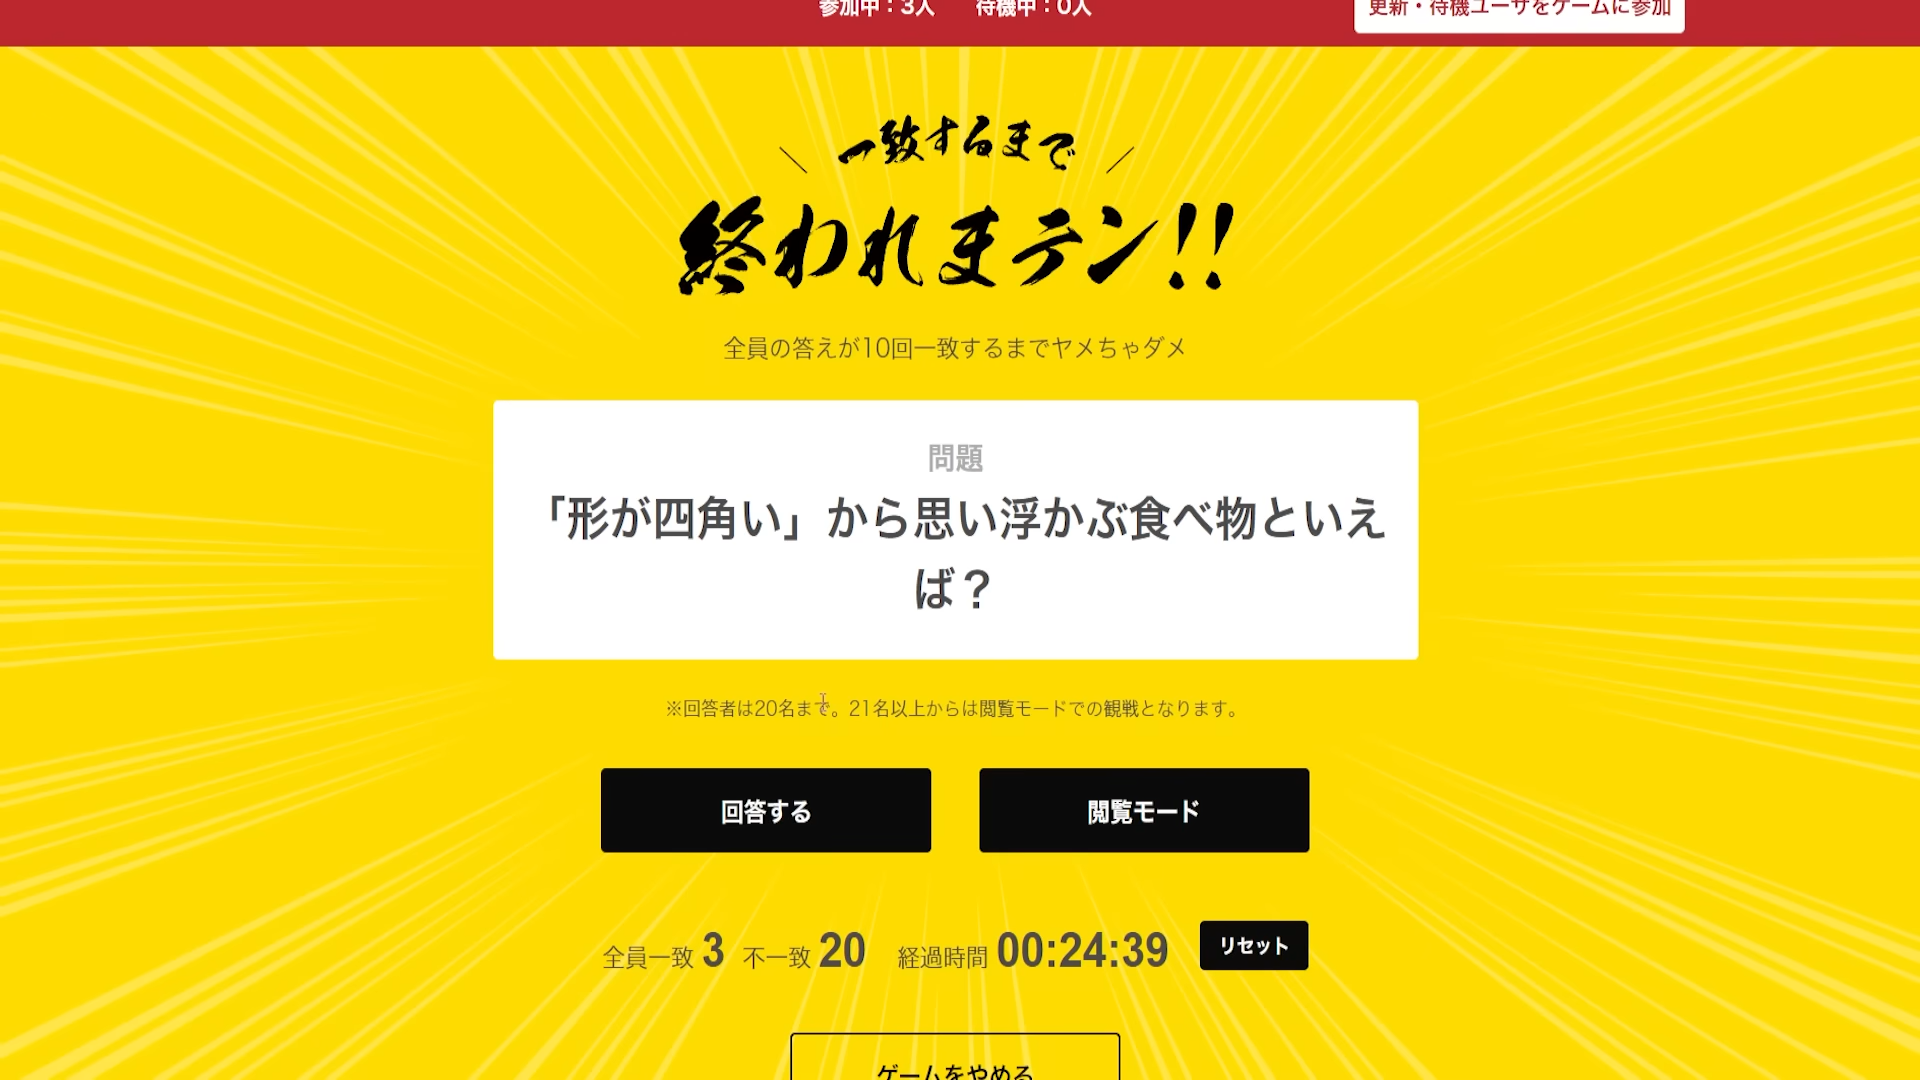 参加中：3人 待機中：0人 更新・待機ユーザをゲームに参加
一致するまで
終われまテン!!
全員の答えが10回一致するまでヤメちゃダメ
問題
「形が四角い」から思い浮かぶ食べ物といえ
ば？
※回答者は20名まで。21名以上からは閲覧モードでの観戦となります。
回答する 閲覧モード
全員一致 3 不一致 20 経過時間 00:24:39 リセット
ゲームをやめる